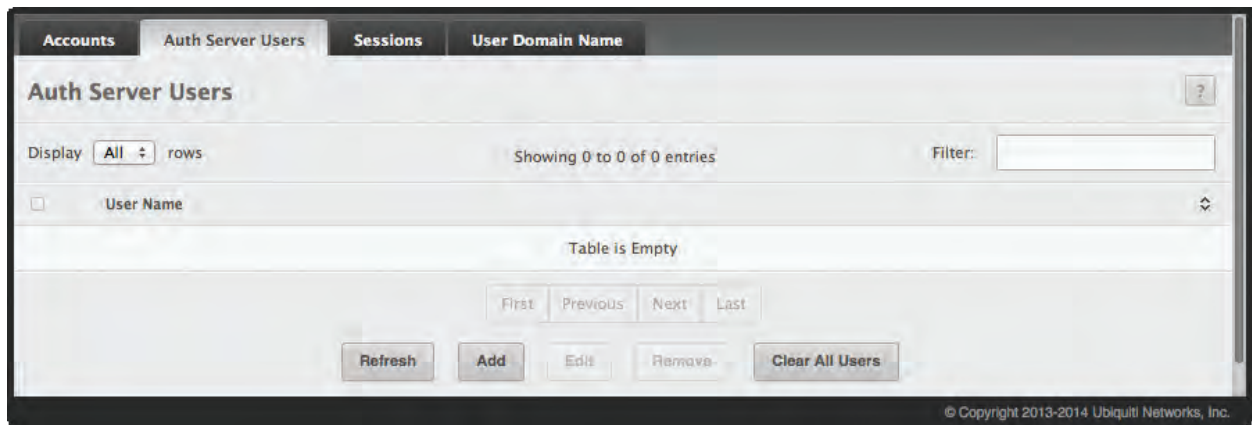 Accounts Auth Server Users Sessions User Domain Name
Auth Server Users
?
Display All rows Showing 0 to 0 of 0 entries Filter:
User Name
Table is Empty
First Previous Next Last
Refresh Add Edit Remove Clear All Users
© Copyright 2013-2014 Ubiquiti Networks, Inc.